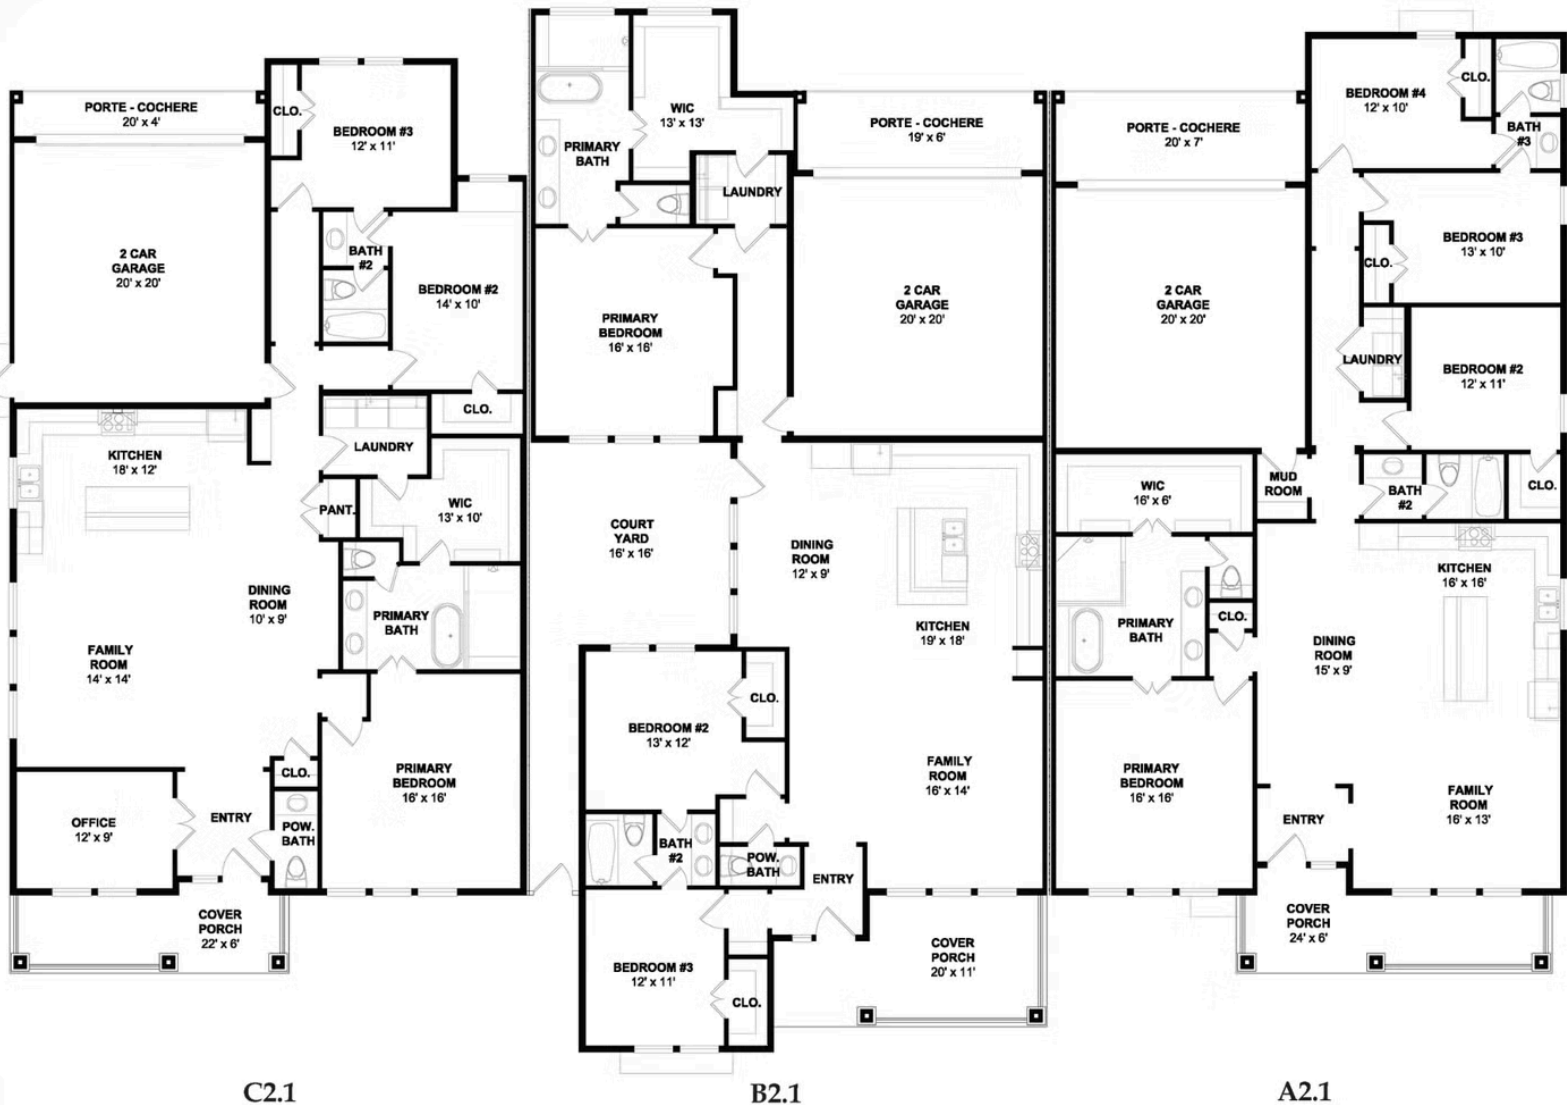 PORTE - COCHERE
20' x 4'
CLO.
BEDROOM #3
12' x 11'
2 CAR
GARAGE
20' x 20'
BATH
#2
BEDROOM #2
14' x 10'
CLO.
LAUNDRY
KITCHEN
18' x 12'
PANT.
WIC
13' x 10'
DINING
ROOM
10' x 9'
PRIMARY
BATH
FAMILY
ROOM
14' x 14'
CLO.
PRIMARY
BEDROOM
16' x 16'
OFFICE
12' x 9'
ENTRY
POW.
BATH
COVER
PORCH
22' x 6'
C2.1
WIC
13' x 13'
PRIMARY
BATH
PORTE - COCHERE
19' x 6'
LAUNDRY
2 CAR
GARAGE
20' x 20'
PRIMARY
BEDROOM
16' x 16'
COURT
YARD
16' x 16'
DINING
ROOM
12' x 9'
KITCHEN
19' x 18'
BEDROOM #2
13' x 12'
CLO.
FAMILY
ROOM
16' x 14'
BATH
#2
POW.
BATH
ENTRY
BEDROOM #3
12' x 11'
CLO.
COVER
PORCH
20' x 11'
B2.1
BEDROOM #4
12' x 10'
CLO.
BATH
#3
PORTE - COCHERE
20' x 7'
BEDROOM #3
13' x 10'
CLO.
2 CAR
GARAGE
20' x 20'
LAUNDRY
BEDROOM #2
12' x 11'
WIC
16' x 6'
MUD
ROOM
BATH
#2
CLO.
KITCHEN
16' x 16'
CLO.
PRIMARY
BATH
DINING
ROOM
15' x 9'
PRIMARY
BEDROOM
16' x 16'
FAMILY
ROOM
16' x 13'
ENTRY
COVER
PORCH
24' x 6'
A2.1